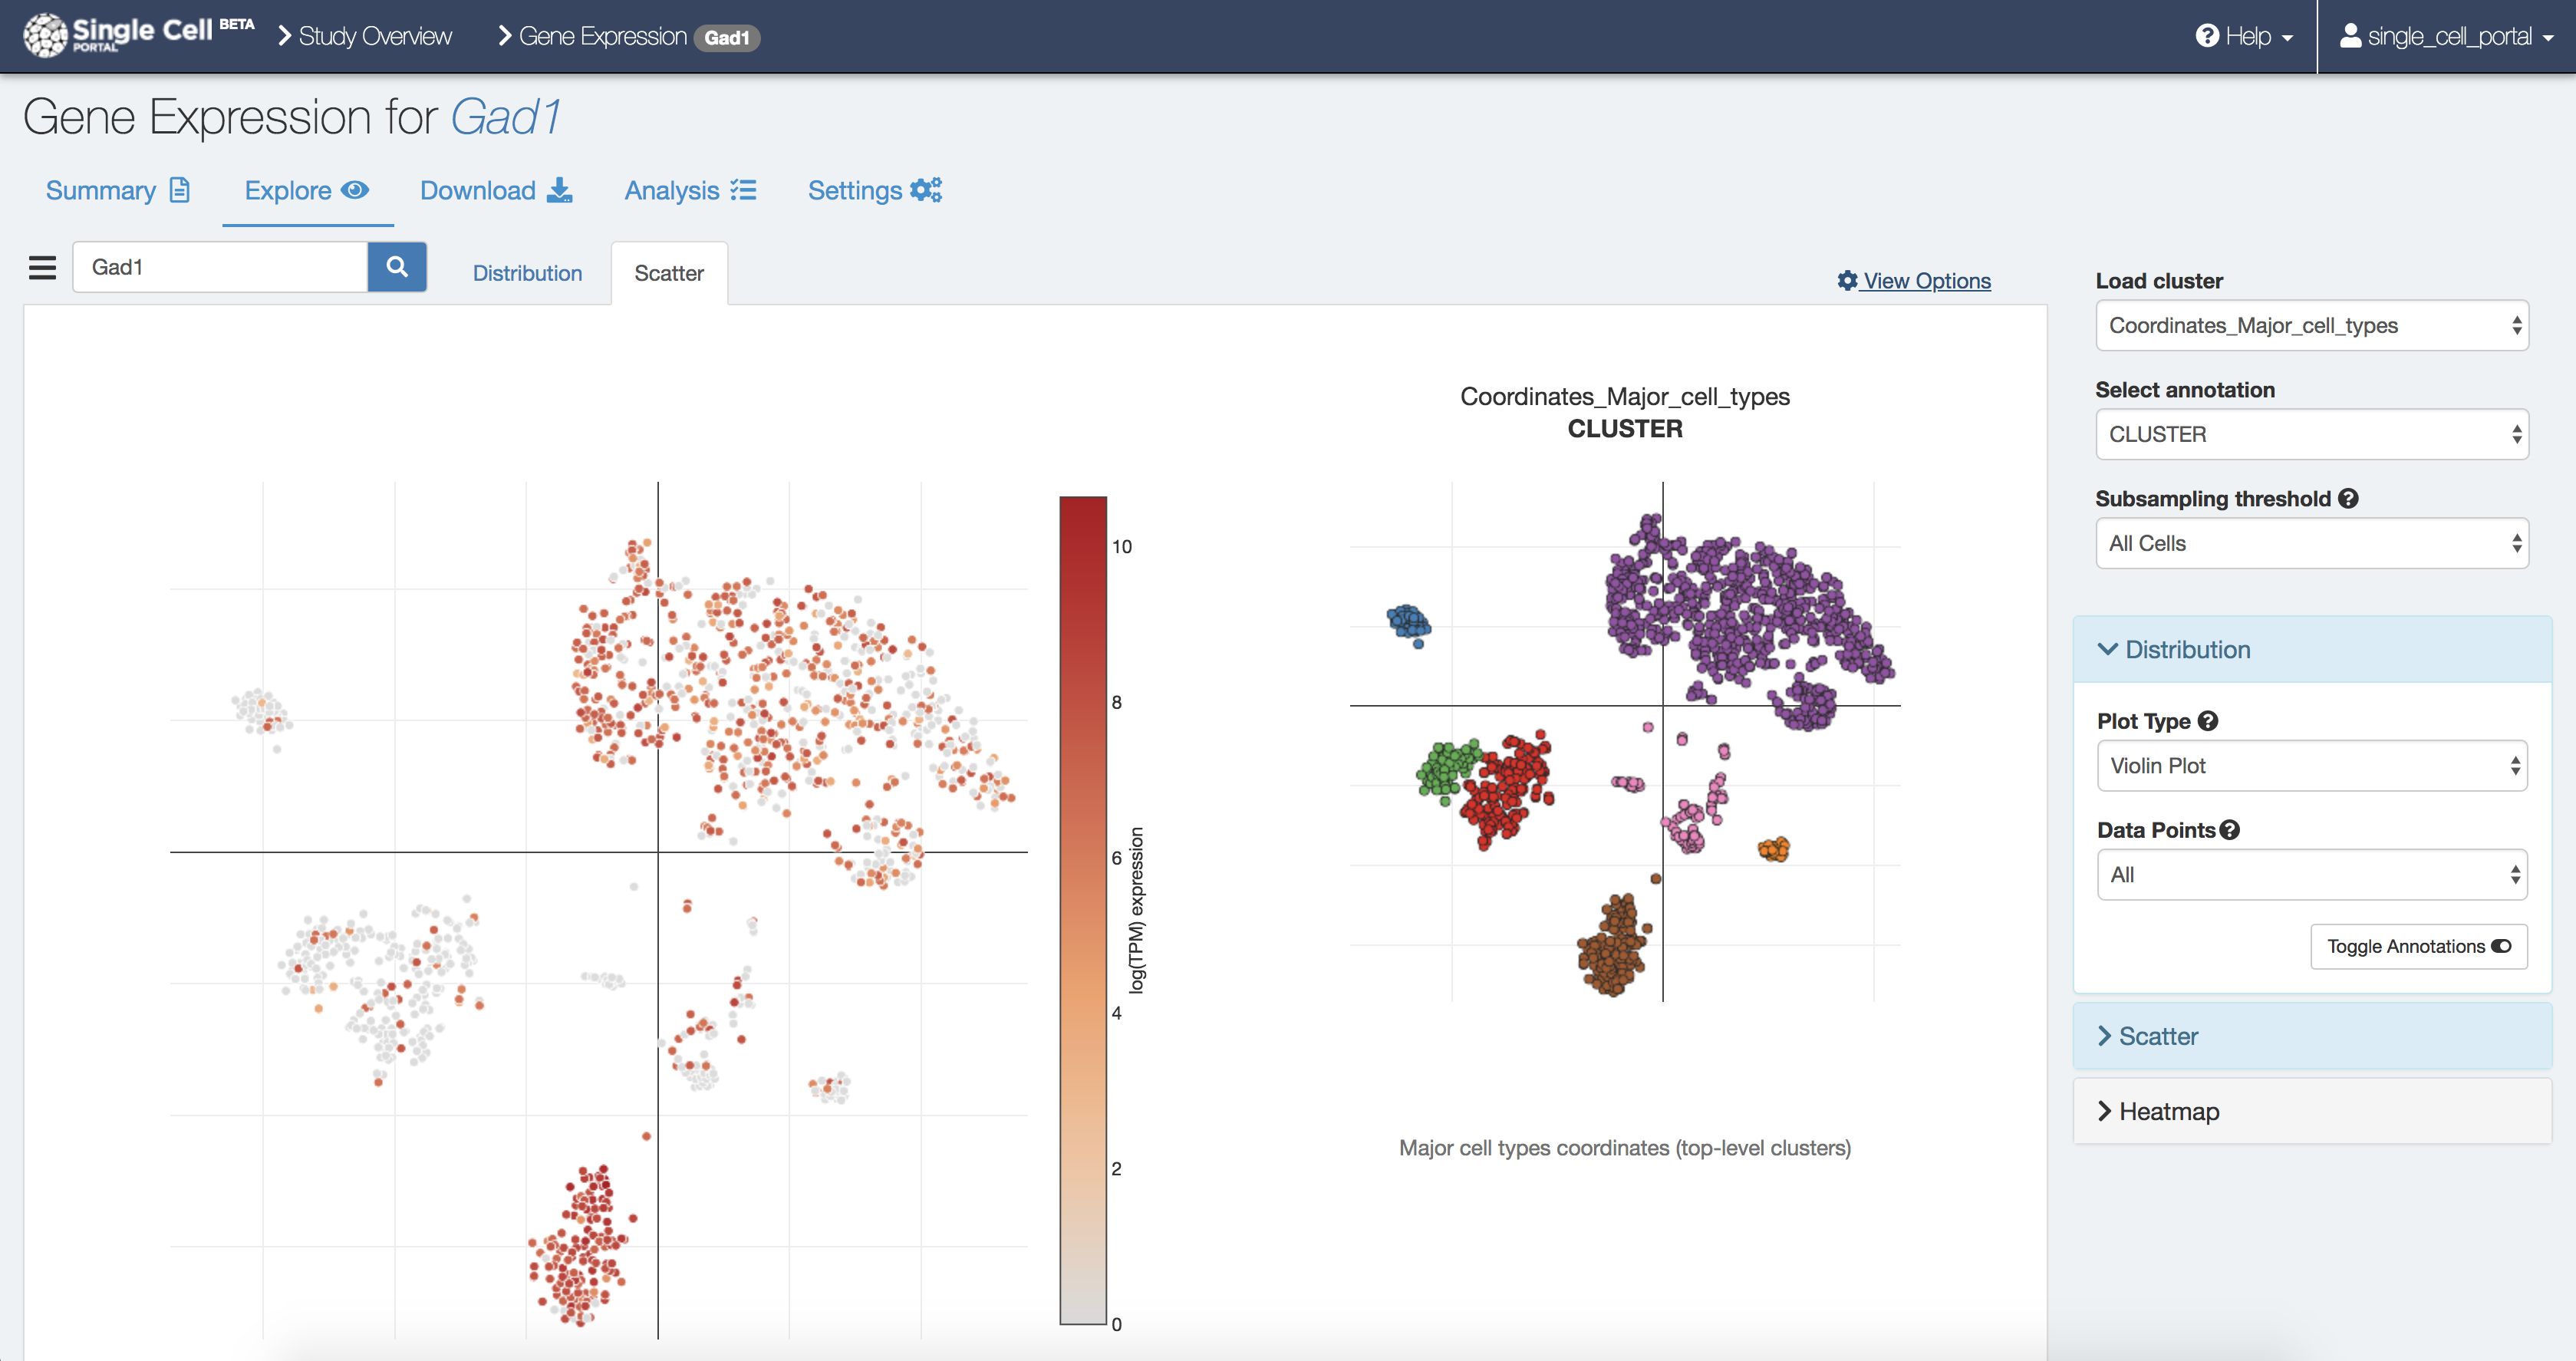 Single Cell BETA
PORTAL
Study Overview
Gene Expression Gad1
Help
single_cell_portal
Gene Expression for Gad1
Summary
Explore
Download
Analysis
Settings
Gad1
Distribution
Scatter
View Options
Coordinates_Major_cell_types
CLUSTER
10
8
6
4
2
0
log(TPM) expression
Major cell types coordinates (top-level clusters)
Load cluster
Coordinates_Major_cell_types
Select annotation
CLUSTER
Subsampling threshold
All Cells
Distribution
Plot Type
Violin Plot
Data Points
All
Toggle Annotations
Scatter
Heatmap